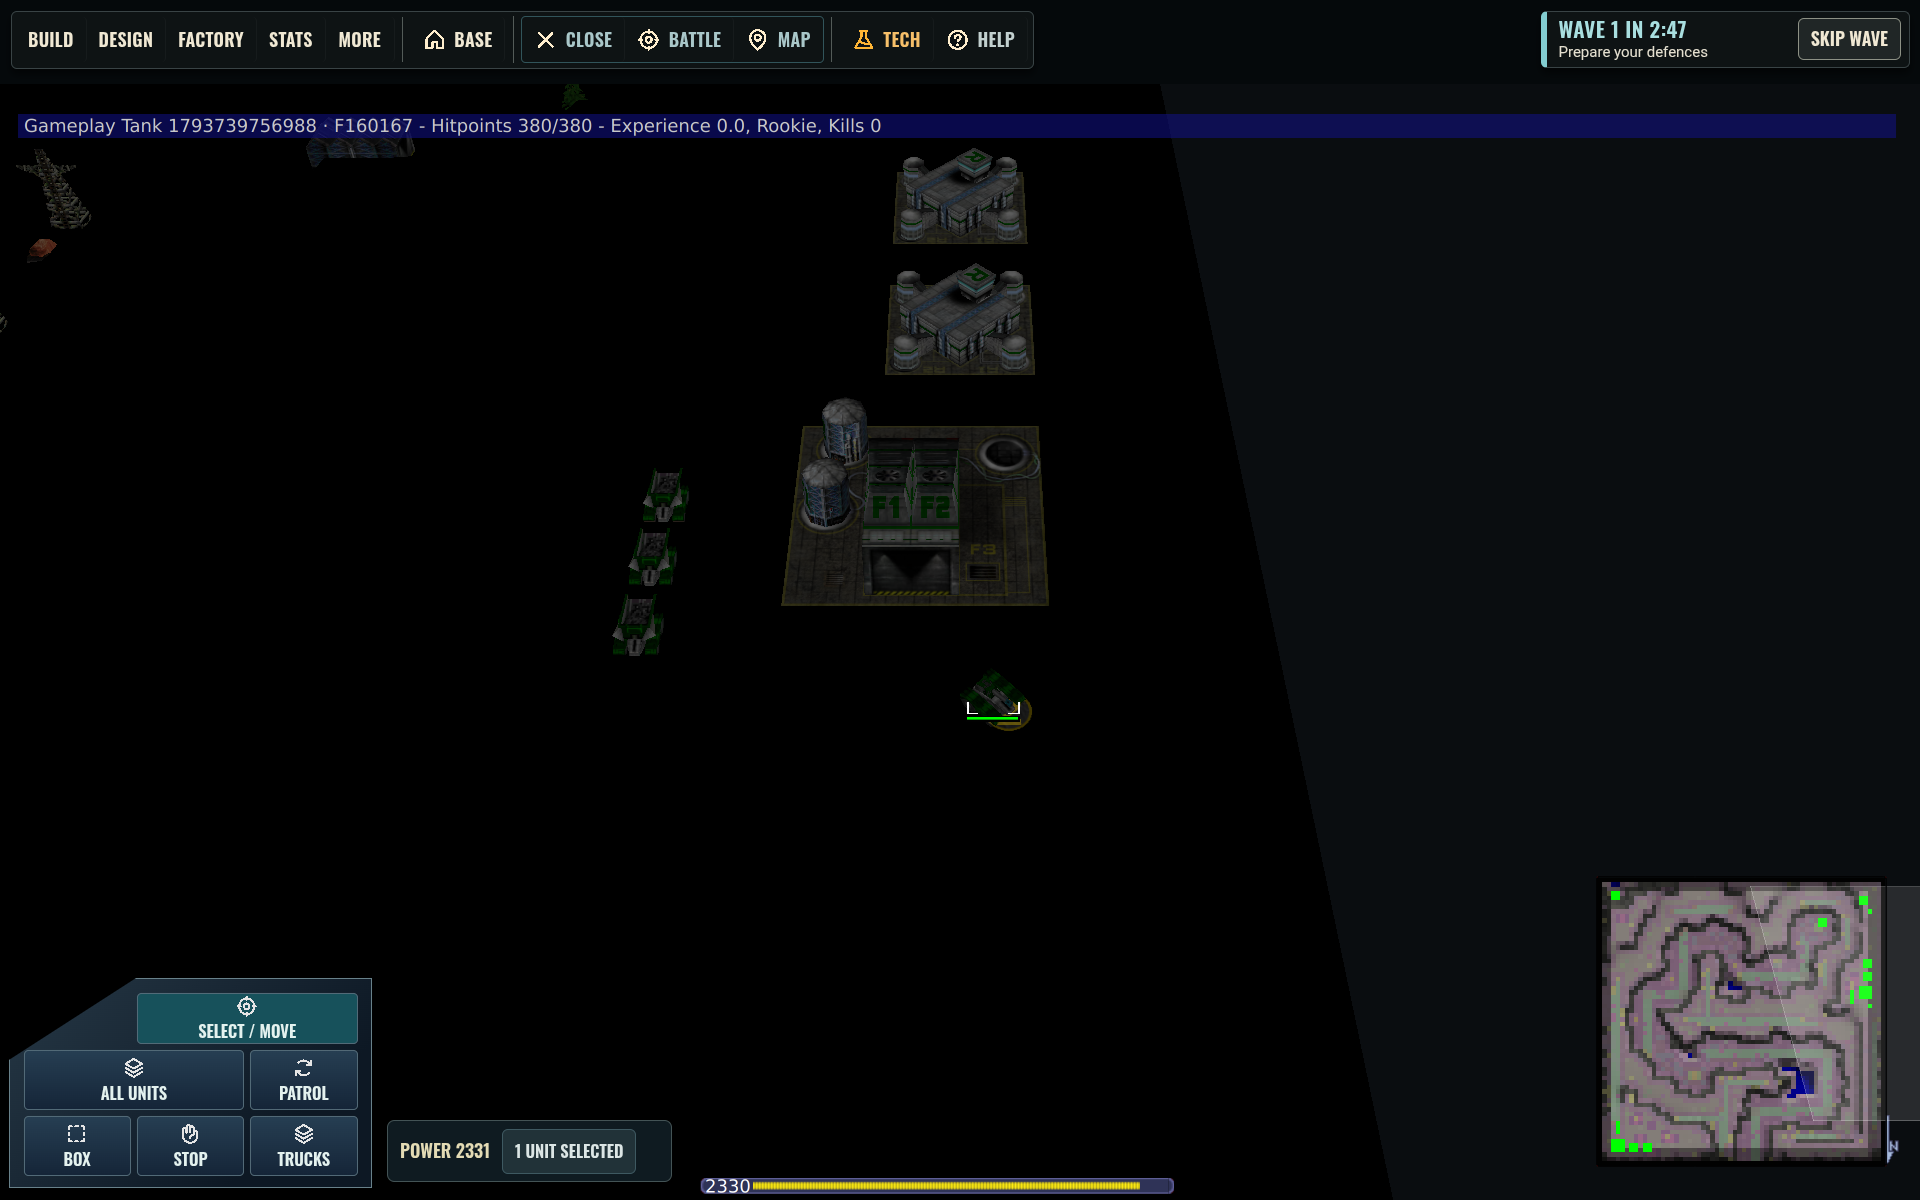 BUILD DESIGN FACTORY STATS MORE BASE CLOSE BATTLE MAP TECH HELP
WAVE 1 IN 2:47
Prepare your defences
SKIP WAVE
Gameplay Tank 1793739756988 · F160167 - Hitpoints 380/380 - Experience 0.0, Rookie, Kills 0
R
R
F1 F2
F3
SELECT / MOVE
ALL UNITS PATROL
BOX STOP TRUCKS
POWER 2331 1 UNIT SELECTED
2330
N